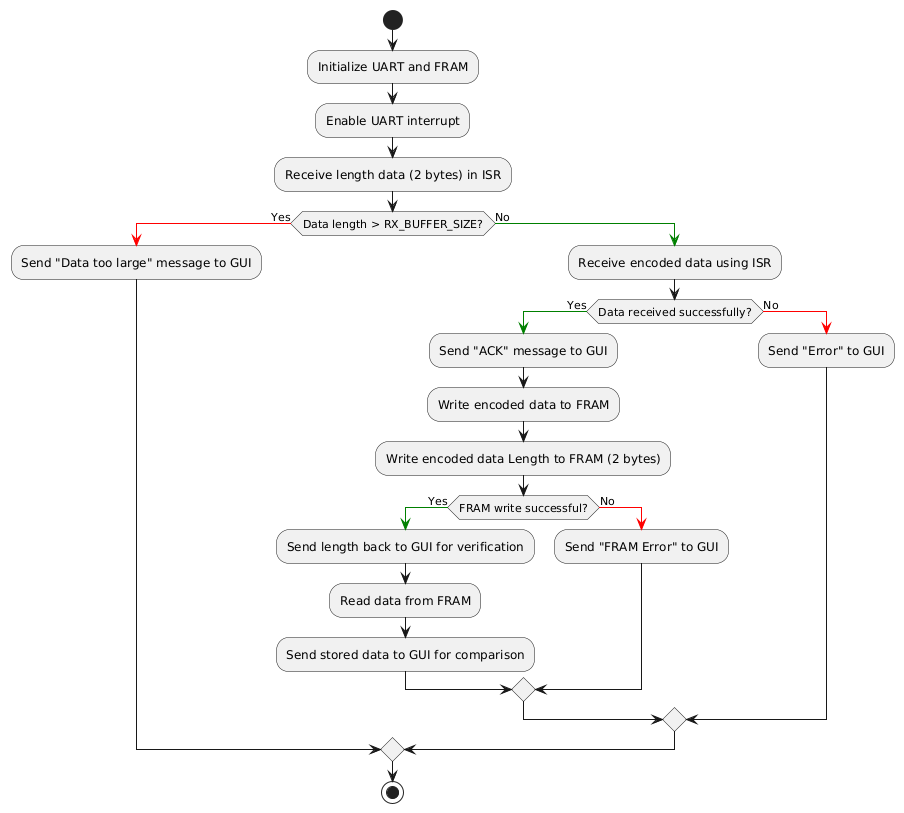 Initialize UART and FRAM
Enable UART interrupt
Receive length data (2 bytes) in ISR
Yes
Data length > RX_BUFFER_SIZE?
No
Send "Data too large" message to GUI
Receive encoded data using ISR
Yes
Data received successfully?
No
Send "ACK" message to GUI
Send "Error" to GUI
Write encoded data to FRAM
Write encoded data Length to FRAM (2 bytes)
Yes
FRAM write successful?
No
Send length back to GUI for verification
Send "FRAM Error" to GUI
Read data from FRAM
Send stored data to GUI for comparison